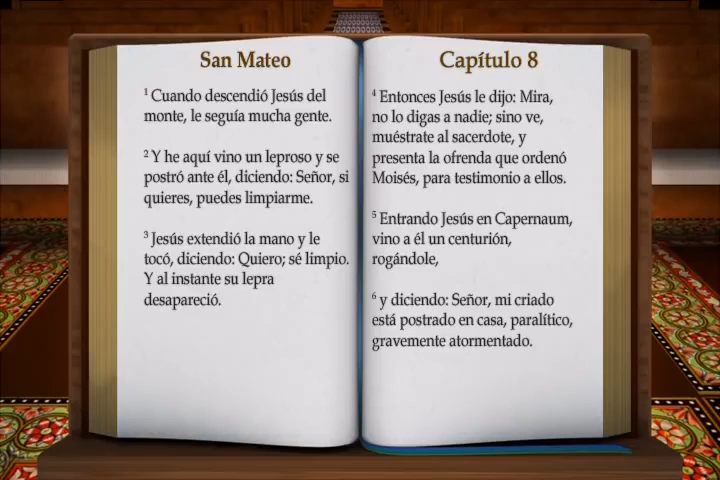 San Mateo
1 Cuando descendió Jesús del
monte, le seguía mucha gente.
2 Y he aquí vino un leproso y se
postró ante él, diciendo: Señor, si
quieres, puedes limpiarme.
3 Jesús extendió la mano y le
tocó, diciendo: Quiero; sé limpio.
Y al instante su lepra
desapareció.
Capítulo 8
4 Entonces Jesús le dijo: Mira,
no lo digas a nadie; sino ve,
muéstrate al sacerdote, y
presenta la ofrenda que ordenó
Moisés, para testimonio a ellos.
5 Entrando Jesús en Capernaum,
vino a él un centurión,
rogándole,
6 y diciendo: Señor, mi criado
está postrado en casa, paralítico,
gravemente atormentado.